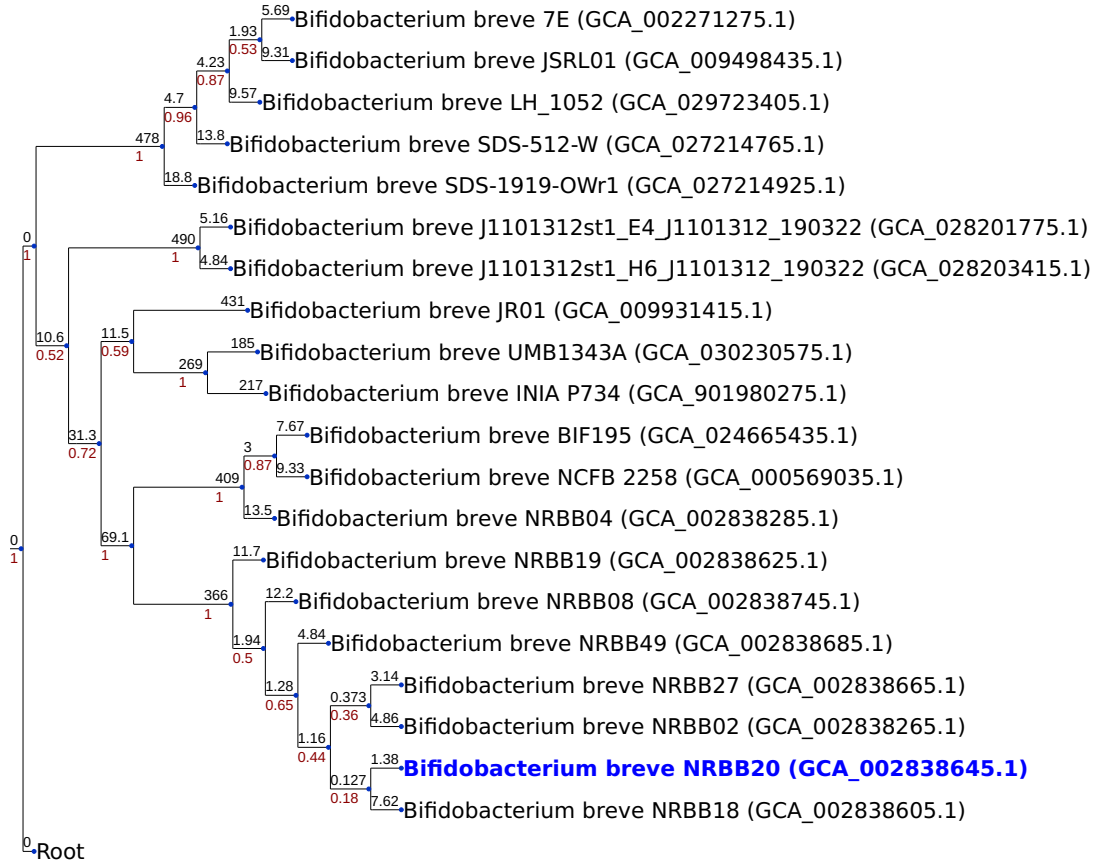 5.69
Bifidobacterium breve 7E (GCA_002271275.1)
1.93
0.53
9.31
Bifidobacterium breve JSRL01 (GCA_009498435.1)
4.23
0.87
9.57
Bifidobacterium breve LH_1052 (GCA_029723405.1)
4.7
0.96
13.8
Bifidobacterium breve SDS-512-W (GCA_027214765.1)
478
1
18.8
Bifidobacterium breve SDS-1919-OWr1 (GCA_027214925.1)
5.16
Bifidobacterium breve J1101312st1_E4_J1101312_190322 (GCA_028201775.1)
0
1
490
1
4.84
Bifidobacterium breve J1101312st1_H6_J1101312_190322 (GCA_028203415.1)
431
Bifidobacterium breve JR01 (GCA_009931415.1)
10.6
0.52
11.5
0.59
185
Bifidobacterium breve UMB1343A (GCA_030230575.1)
269
1
217
Bifidobacterium breve INIA P734 (GCA_901980275.1)
31.3
0.72
7.67
Bifidobacterium breve BIF195 (GCA_024665435.1)
3
0.87
9.33
Bifidobacterium breve NCFB 2258 (GCA_000569035.1)
409
1
13.5
Bifidobacterium breve NRBB04 (GCA_002838285.1)
0
1
69.1
1
11.7
Bifidobacterium breve NRBB19 (GCA_002838625.1)
366
1
12.2
Bifidobacterium breve NRBB08 (GCA_002838745.1)
1.94
0.5
4.84
Bifidobacterium breve NRBB49 (GCA_002838685.1)
1.28
0.65
3.14
Bifidobacterium breve NRBB27 (GCA_002838665.1)
0.373
0.36
4.86
Bifidobacterium breve NRBB02 (GCA_002838265.1)
1.16
0.44
1.38
Bifidobacterium breve NRBB20 (GCA_002838645.1)
0.127
0.18
7.62
Bifidobacterium breve NRBB18 (GCA_002838605.1)
0
Root